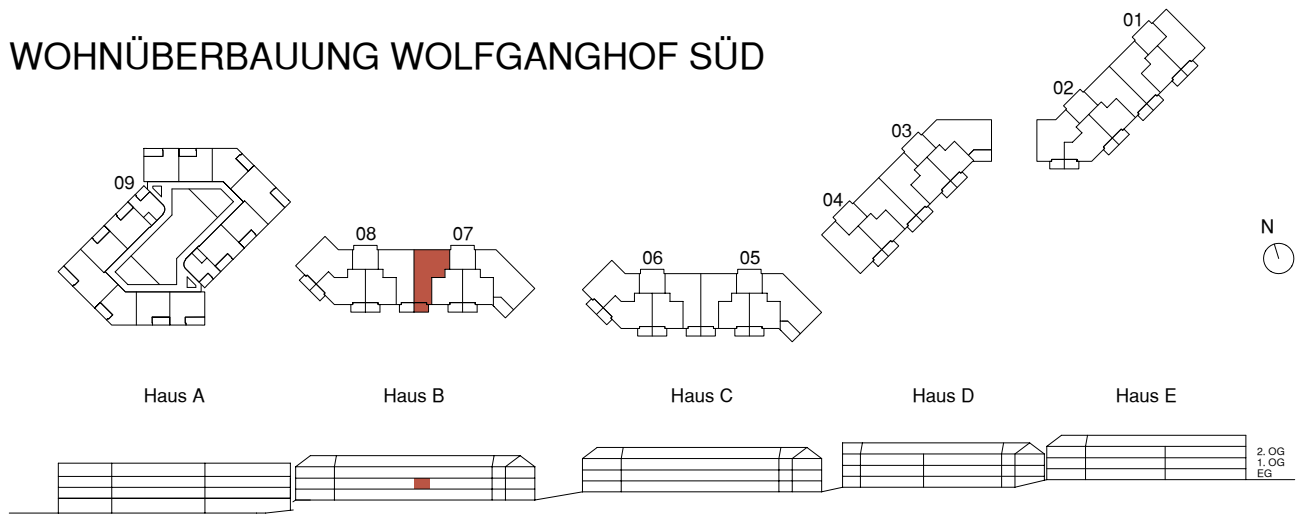 WOHNÜBERBAUUNG WOLFGANGHOF SÜD
01
02
03
04
09
08
07
06
05
N
Haus A
Haus B
Haus C
Haus D
Haus E
2. OG
1. OG
EG